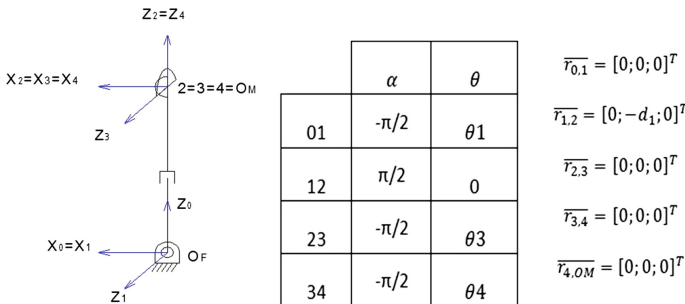 Z2=Z4
X2=X3=X4
2=3=4=OM
Z3
Z0
X0=X1
OF
Z1
α θ
01 -π/2 θ1
12 π/2 0
23 -π/2 θ3
34 -π/2 θ4
r0,1 = [0; 0; 0]^T
r1,2 = [0; −d1; 0]^T
r2,3 = [0; 0; 0]^T
r3,4 = [0; 0; 0]^T
r4,OM = [0; 0; 0]^T